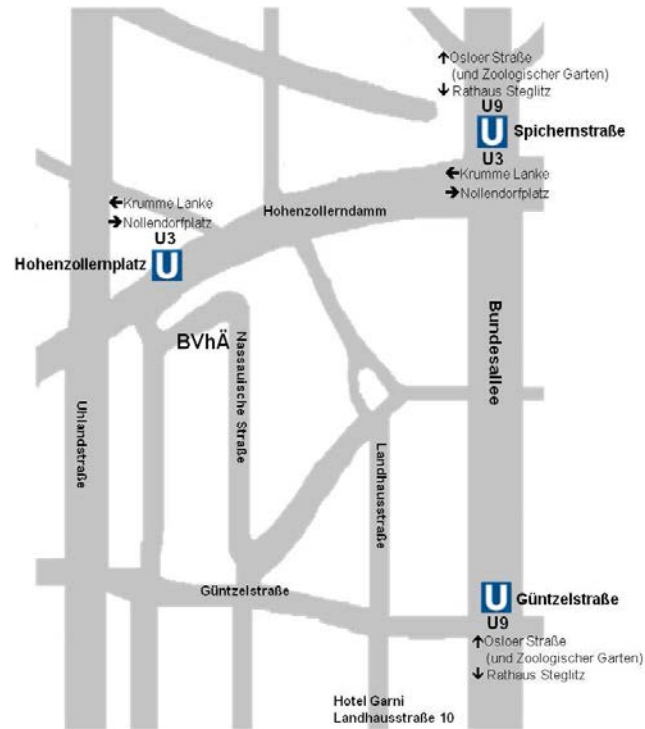 ↑Osloer Straße
(und Zoologischer Garten)
↓ Rathaus Steglitz
U9
U Spichernstraße
U3
←Krumme Lanke
→Nollendorfplatz
Hohenzollerndamm
←Krumme Lanke
→Nollendorfplatz
U3
Hohenzollernplatz U
BVhÄ
Nassauische Straße
Bundesallee
Uhlandstraße
Landhausstraße
Güntzelstraße
U Güntzelstraße
U9
↑Osloer Straße
(und Zoologischer Garten)
↓ Rathaus Steglitz
Hotel Garni
Landhausstraße 10